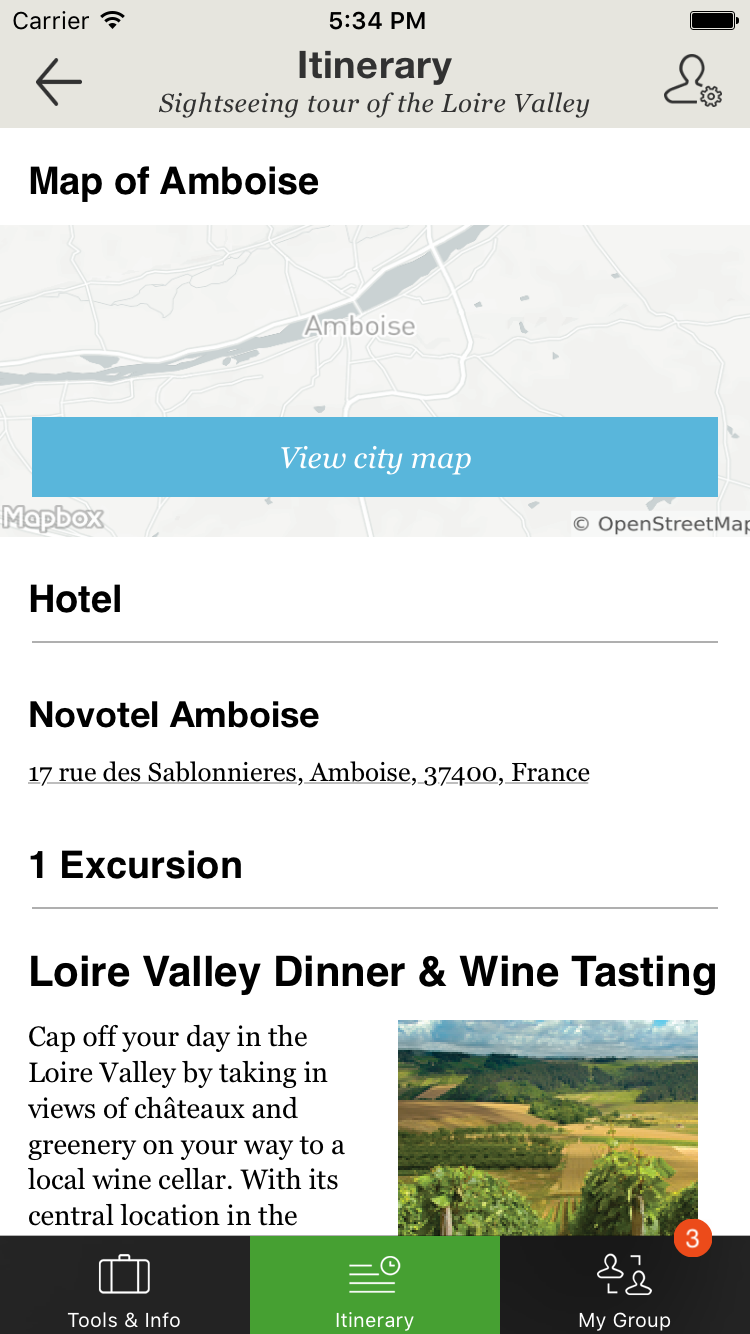 Carrier 5:34 PM
Itinerary
Sightseeing tour of the Loire Valley
Map of Amboise
Amboise
View city map
Mapbox
© OpenStreetMap
Hotel
Novotel Amboise
17 rue des Sablonnieres, Amboise, 37400, France
1 Excursion
Loire Valley Dinner & Wine Tasting
Cap off your day in the
Loire Valley by taking in
views of châteaux and
greenery on your way to a
local wine cellar. With its
central location in the
3
Tools & Info Itinerary My Group